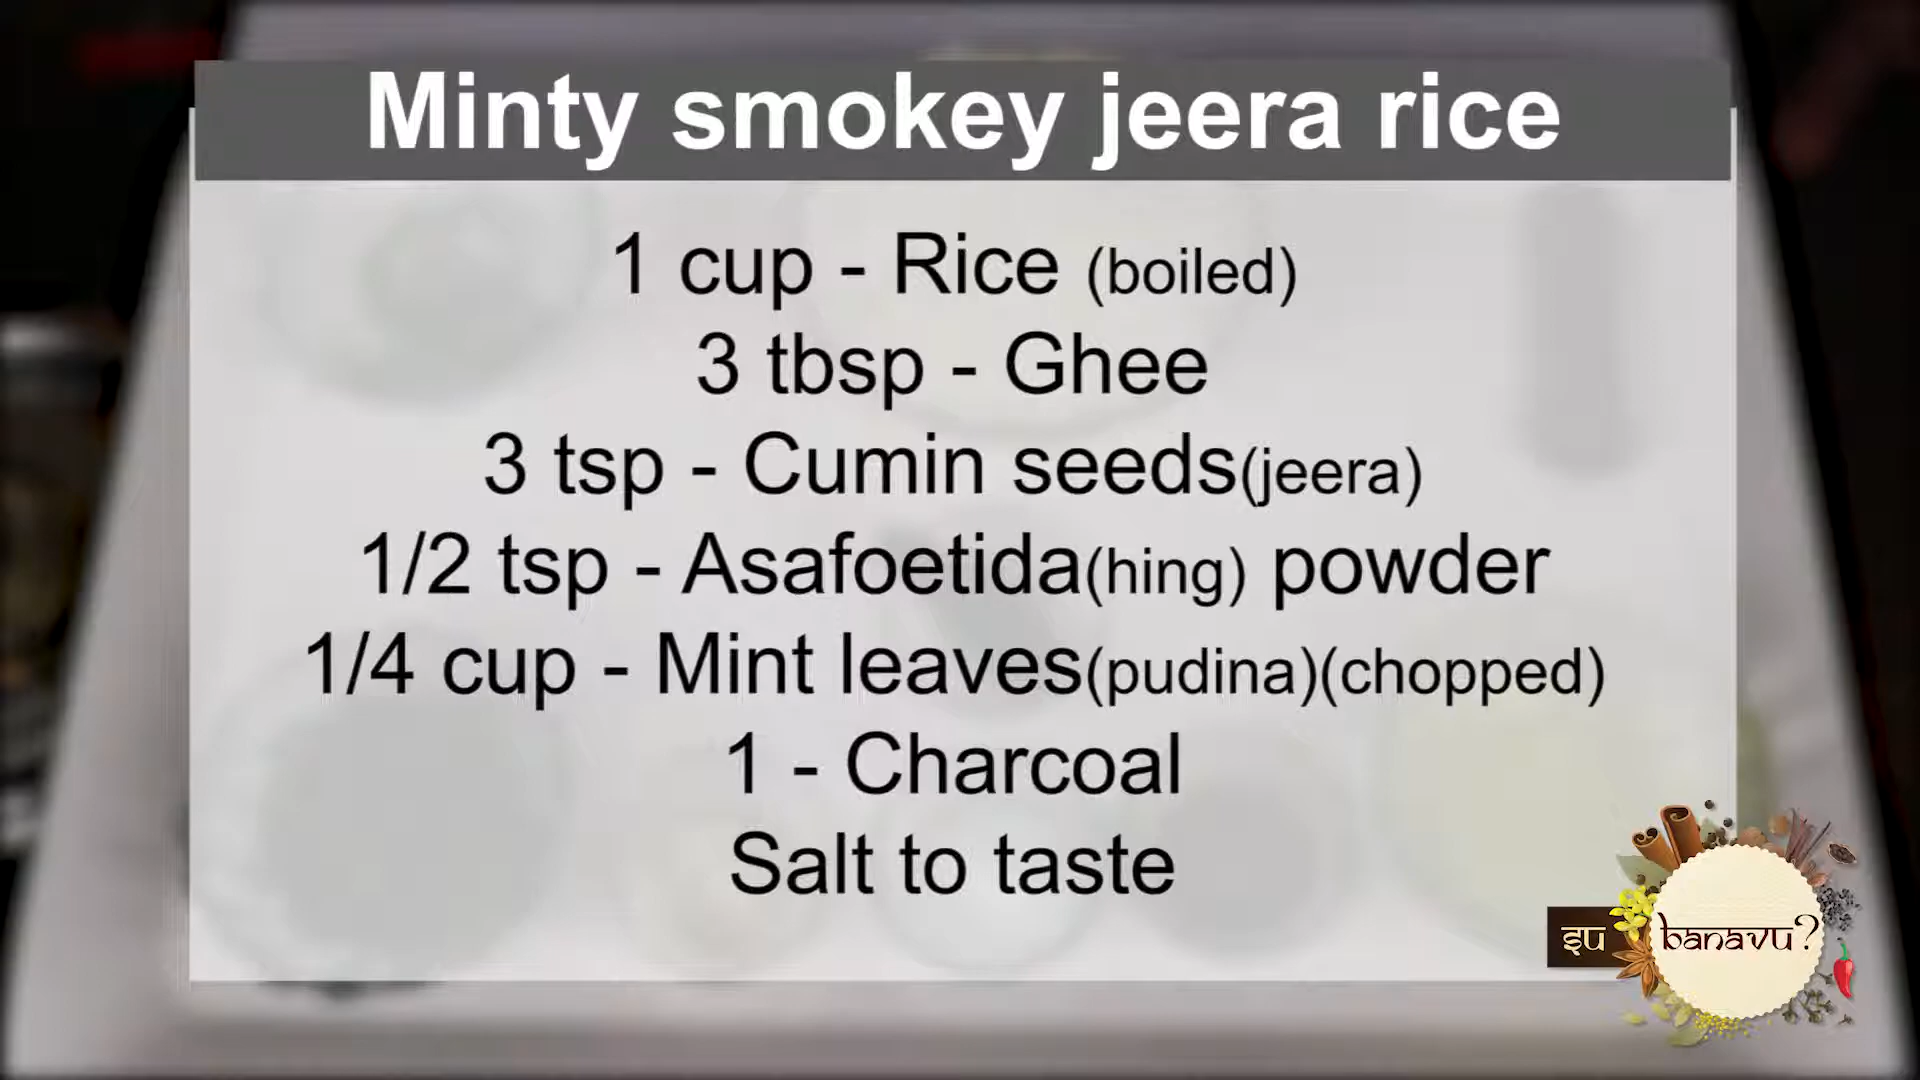 Minty smokey jeera rice
1 cup - Rice (boiled)
3 tbsp - Ghee
3 tsp - Cumin seeds(jeera)
1/2 tsp - Asafoetida(hing) powder
1/4 cup - Mint leaves(pudina)(chopped)
1 - Charcoal
Salt to taste
su banavu?